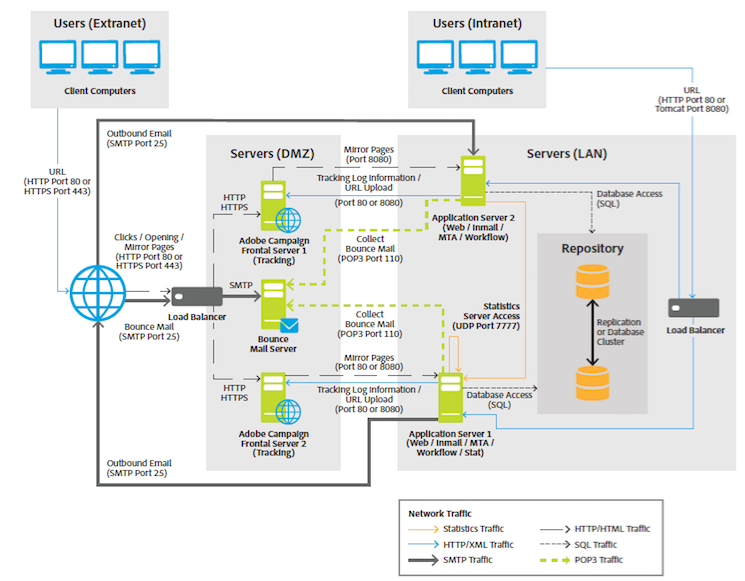 Users (Extranet)
Client Computers
Users (Intranet)
Client Computers
URL
(HTTP Port 80 or
Tomcat Port 8080)
Outbound Email
(SMTP Port 25)
URL
(HTTP Port 80 or
HTTPS Port 443)
Servers (DMZ)
Mirror Pages
(Port 8080)
Servers (LAN)
Tracking Log Information /
URL Upload
(Port 80 or 8080)
HTTP
HTTPS
Database Access
(SQL)
Application Server 2
(Web / Inmail /
MTA / Workflow)
Adobe Campaign
Frontal Server 1
(Tracking)
Clicks / Opening /
Mirror Pages
(HTTP Port 80 or
HTTPS Port 443)
Collect
Bounce Mail
(POP3 Port 110)
Repository
SMTP
Load Balancer
Bounce Mail
(SMTP Port 25)
Bounce
Mail Server
Collect
Bounce Mail
(POP3 Port 110)
Statistics
Server Access
(UDP Port 7777)
Replication
or Database
Cluster
Load Balancer
Mirror Pages
(Port 80 or 8080)
HTTP
HTTPS
Tracking Log Information /
URL Upload
(Port 80 or 8080)
Database Access
(SQL)
Adobe Campaign
Frontal Server 2
(Tracking)
Application Server 1
(Web / Inmail / MTA /
Workflow / Stat)
Outbound Email
(SMTP Port 25)
Network Traffic
Statistics Traffic
HTTP/HTML Traffic
HTTP/XML Traffic
SQL Traffic
SMTP Traffic
POP3 Traffic